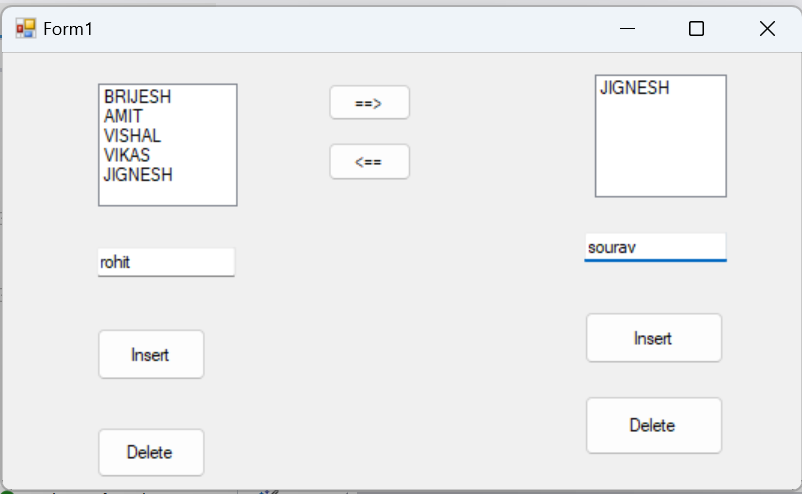 Form1
BRIJESH
AMIT
VISHAL
VIKAS
JIGNESH
==>
<==
JIGNESH
rohit
sourav
Insert
Insert
Delete
Delete